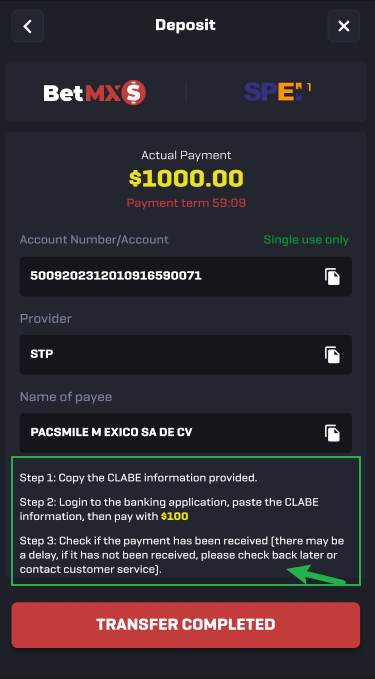 Deposit
BetMX$
SPEI 1
Actual Payment
$1000.00
Payment term 59:09
Account Number/Account
Single use only
5009202312010916590071
Provider
STP
Name of payee
PACSMILE M EXICO SA DE CV
Step 1: Copy the CLABE information provided.
Step 2: Login to the banking application, paste the CLABE
information, then pay with $100
Step 3: Check if the payment has been received (there may be
a delay, if it has not been received, please check back later or
contact customer service).
TRANSFER COMPLETED